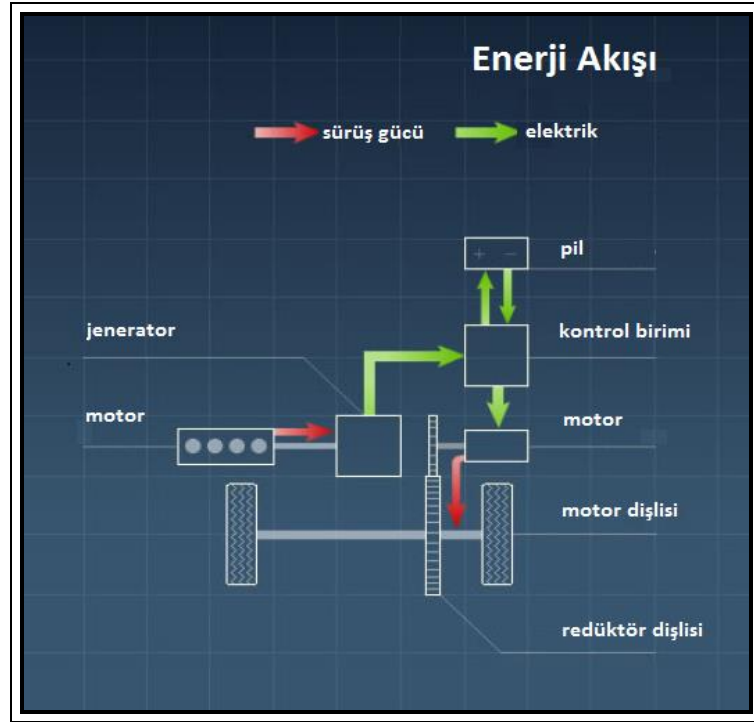 Enerji Akışı
sürüş gücü
elektrik
+ −
pil
jenerator
kontrol birimi
motor
motor
motor dişlisi
redüktör dişlisi